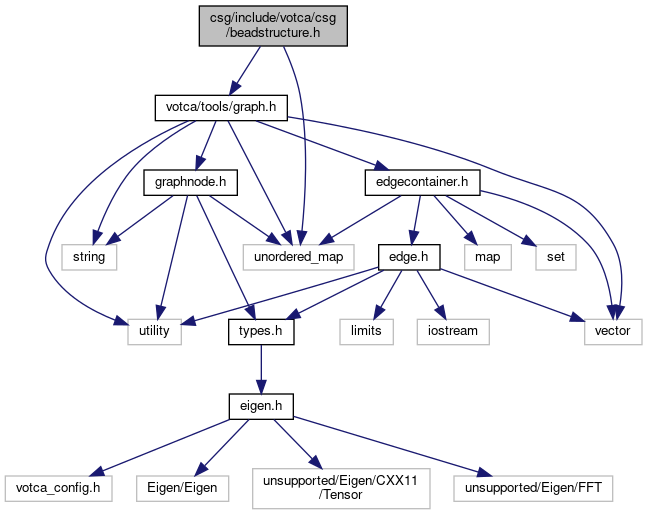 csg/include/votca/csg
/beadstructure.h
votca/tools/graph.h
graphnode.h
edgecontainer.h
string
unordered_map
edge.h
map
set
utility
types.h
limits
iostream
vector
eigen.h
votca_config.h
Eigen/Eigen
unsupported/Eigen/CXX11
/Tensor
unsupported/Eigen/FFT